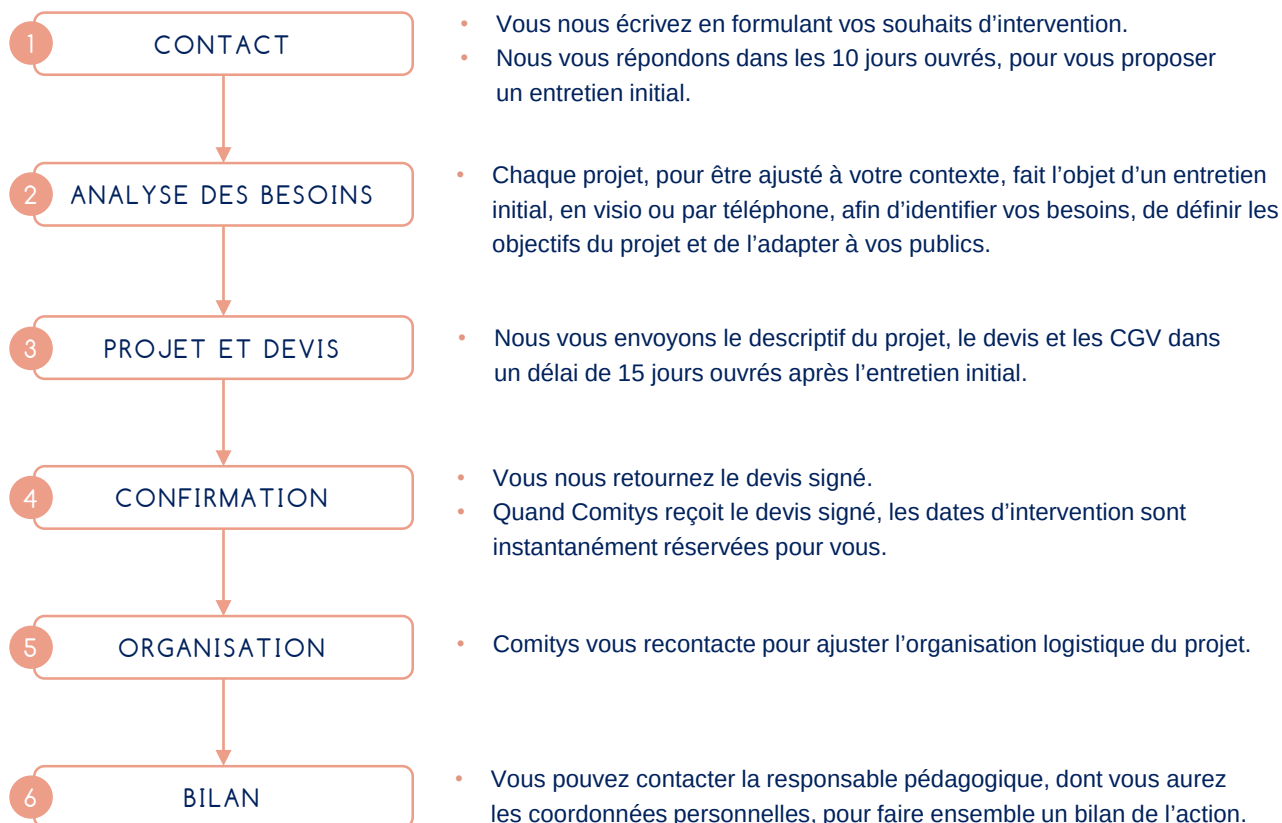 1 CONTACT
• Vous nous écrivez en formulant vos souhaits d’intervention.
• Nous vous répondons dans les 10 jours ouvrés, pour vous proposer
un entretien initial.
2 ANALYSE DES BESOINS
• Chaque projet, pour être ajusté à votre contexte, fait l’objet d’un entretien
initial, en visio ou par téléphone, afin d’identifier vos besoins, de définir les
objectifs du projet et de l’adapter à vos publics.
3 PROJET ET DEVIS
• Nous vous envoyons le descriptif du projet, le devis et les CGV dans
un délai de 15 jours ouvrés après l’entretien initial.
4 CONFIRMATION
• Vous nous retournez le devis signé.
• Quand Comitys reçoit le devis signé, les dates d’intervention sont
instantanément réservées pour vous.
5 ORGANISATION
• Comitys vous recontacte pour ajuster l’organisation logistique du projet.
6 BILAN
• Vous pouvez contacter la responsable pédagogique, dont vous aurez
les coordonnées personnelles, pour faire ensemble un bilan de l’action.